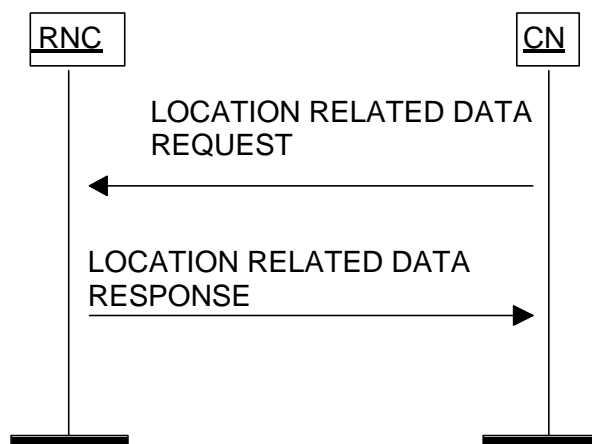 RNC
CN
LOCATION RELATED DATA
REQUEST
LOCATION RELATED DATA
RESPONSE